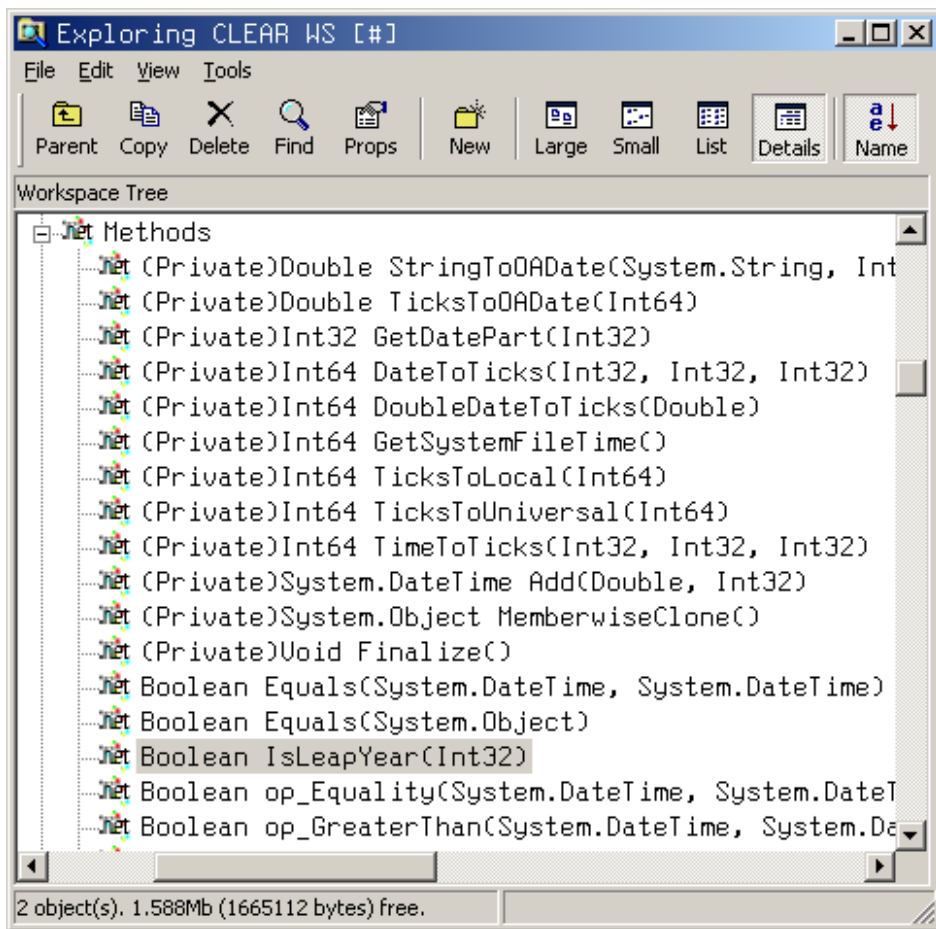 Exploring CLEAR WS [#]
File Edit View Tools
Parent Copy Delete Find Props New Large Small List Details Name
Workspace Tree
Methods
(Private)Double StringToOADate(System.String, Int
(Private)Double TicksToOADate(Int64)
(Private)Int32 GetDatePart(Int32)
(Private)Int64 DateToTicks(Int32, Int32, Int32)
(Private)Int64 DoubleDateToTicks(Double)
(Private)Int64 GetSystemFileTime()
(Private)Int64 TicksToLocal(Int64)
(Private)Int64 TicksToUniversal(Int64)
(Private)Int64 TimeToTicks(Int32, Int32, Int32)
(Private)System.DateTime Add(Double, Int32)
(Private)System.Object MemberwiseClone()
(Private)Void Finalize()
Boolean Equals(System.DateTime, System.DateTime)
Boolean Equals(System.Object)
Boolean IsLeapYear(Int32)
Boolean op_Equality(System.DateTime, System.DateT
Boolean op_GreaterThan(System.DateTime, System.Da
2 object(s). 1.588Mb (1665112 bytes) free.